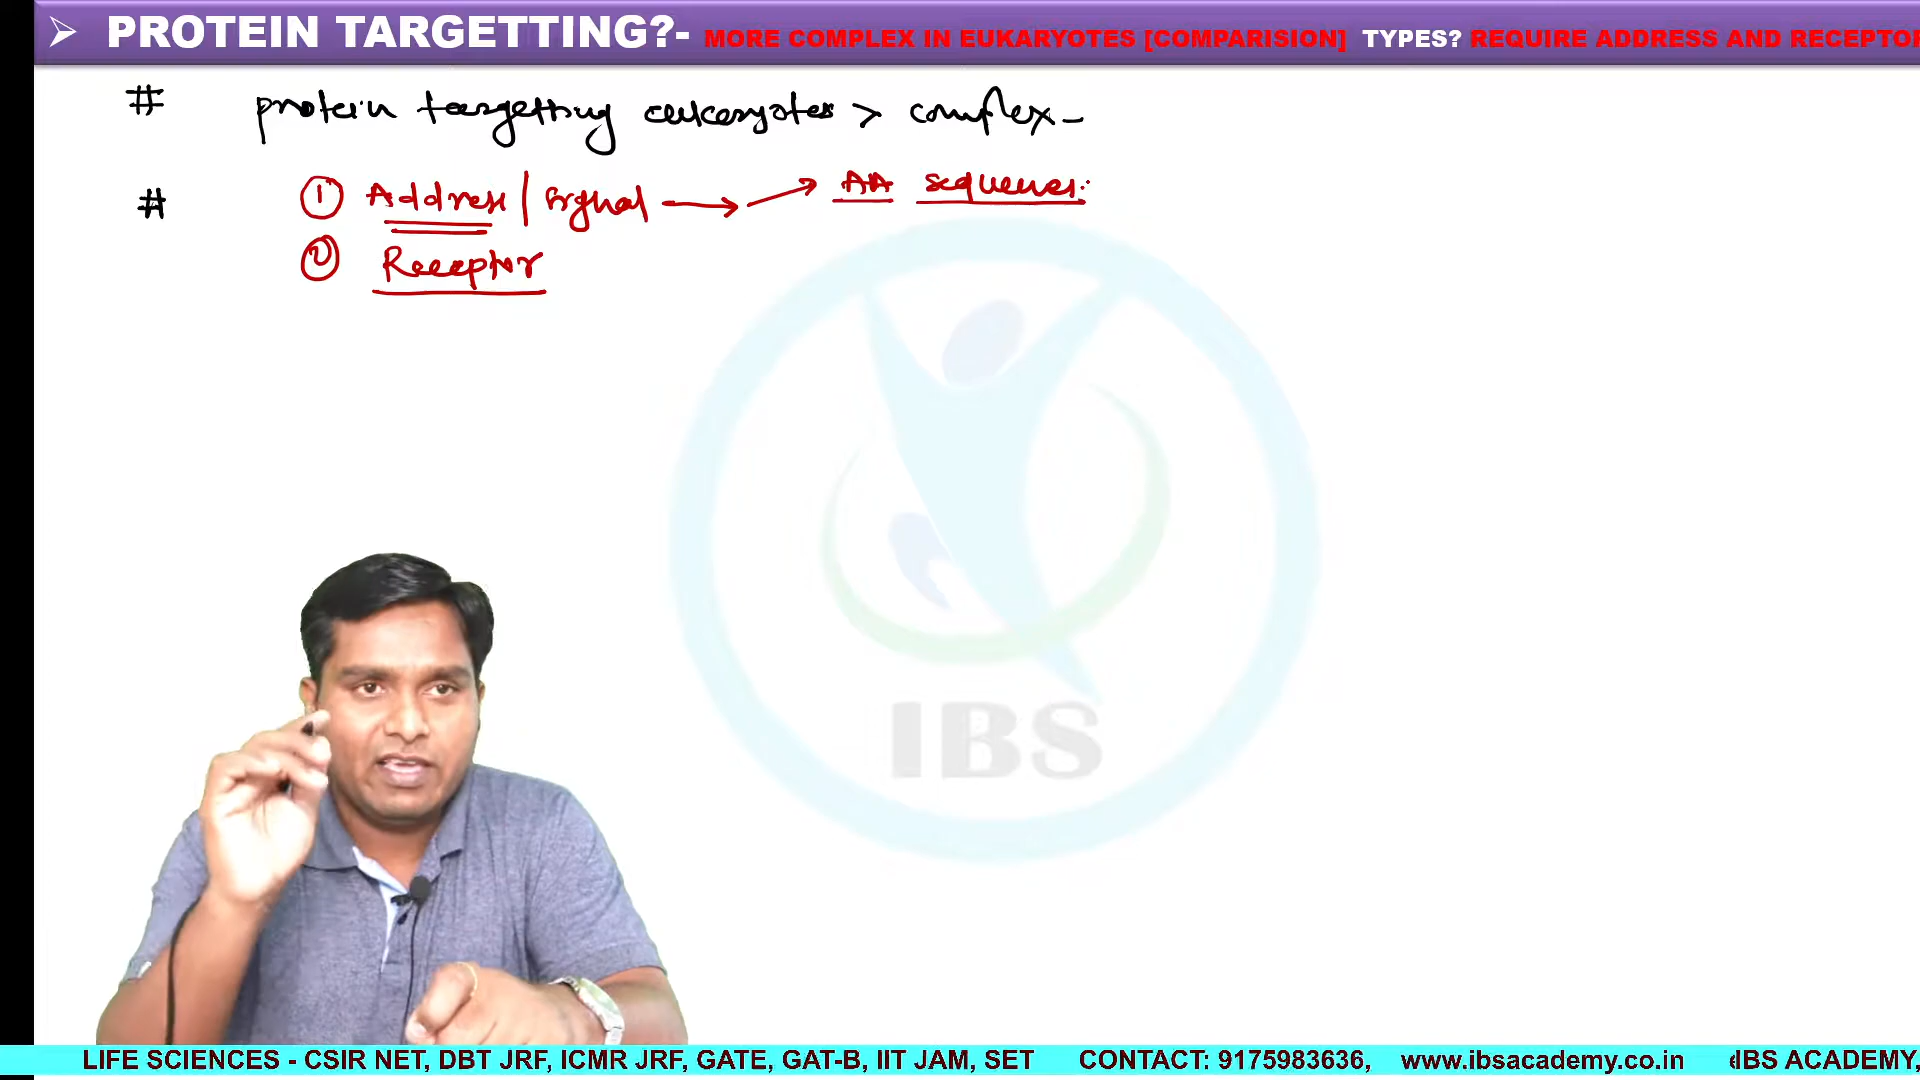 PROTEIN TARGETTING?- MORE COMPLEX IN EUKARYOTES [COMPARISION] TYPES? REQUIRE ADDRESS AND RECEPTOR
# protein targetting eukaryotes > complex -
# ① Address | signal → AA sequences.
② Receptor
IBS
LIFE SCIENCES - CSIR NET, DBT JRF, ICMR JRF, GATE, GAT-B, IIT JAM, SET CONTACT: 9175983636, www.ibsacademy.co.in IBS ACADEMY,